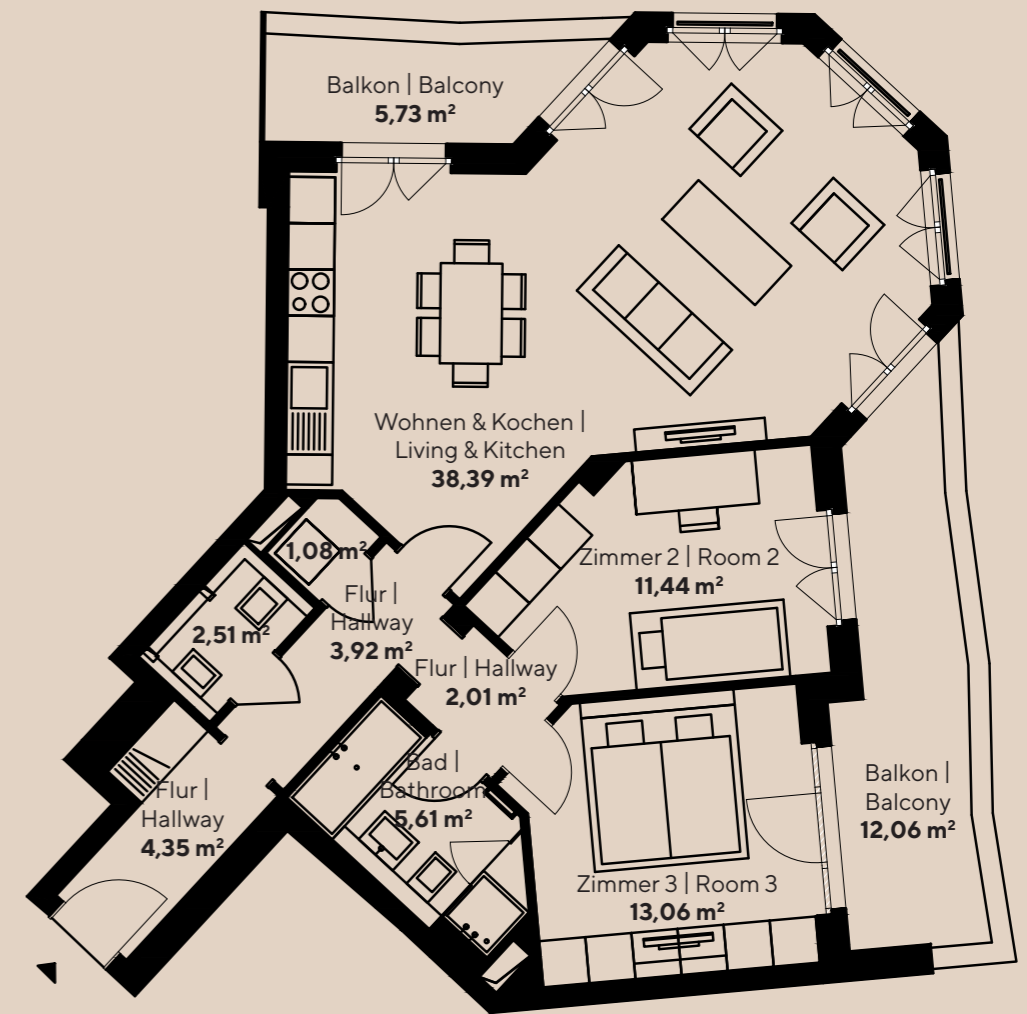 Balkon | Balcony
5,73 m²
Wohnen & Kochen |
Living & Kitchen
38,39 m²
1,08 m²
Zimmer 2 | Room 2
11,44 m²
Flur |
Hallway
3,92 m²
2,51 m²
Flur | Hallway
2,01 m²
Bad |
Bathroom
5,61 m²
Flur |
Hallway
4,35 m²
Balkon |
Balcony
12,06 m²
Zimmer 3 | Room 3
13,06 m²